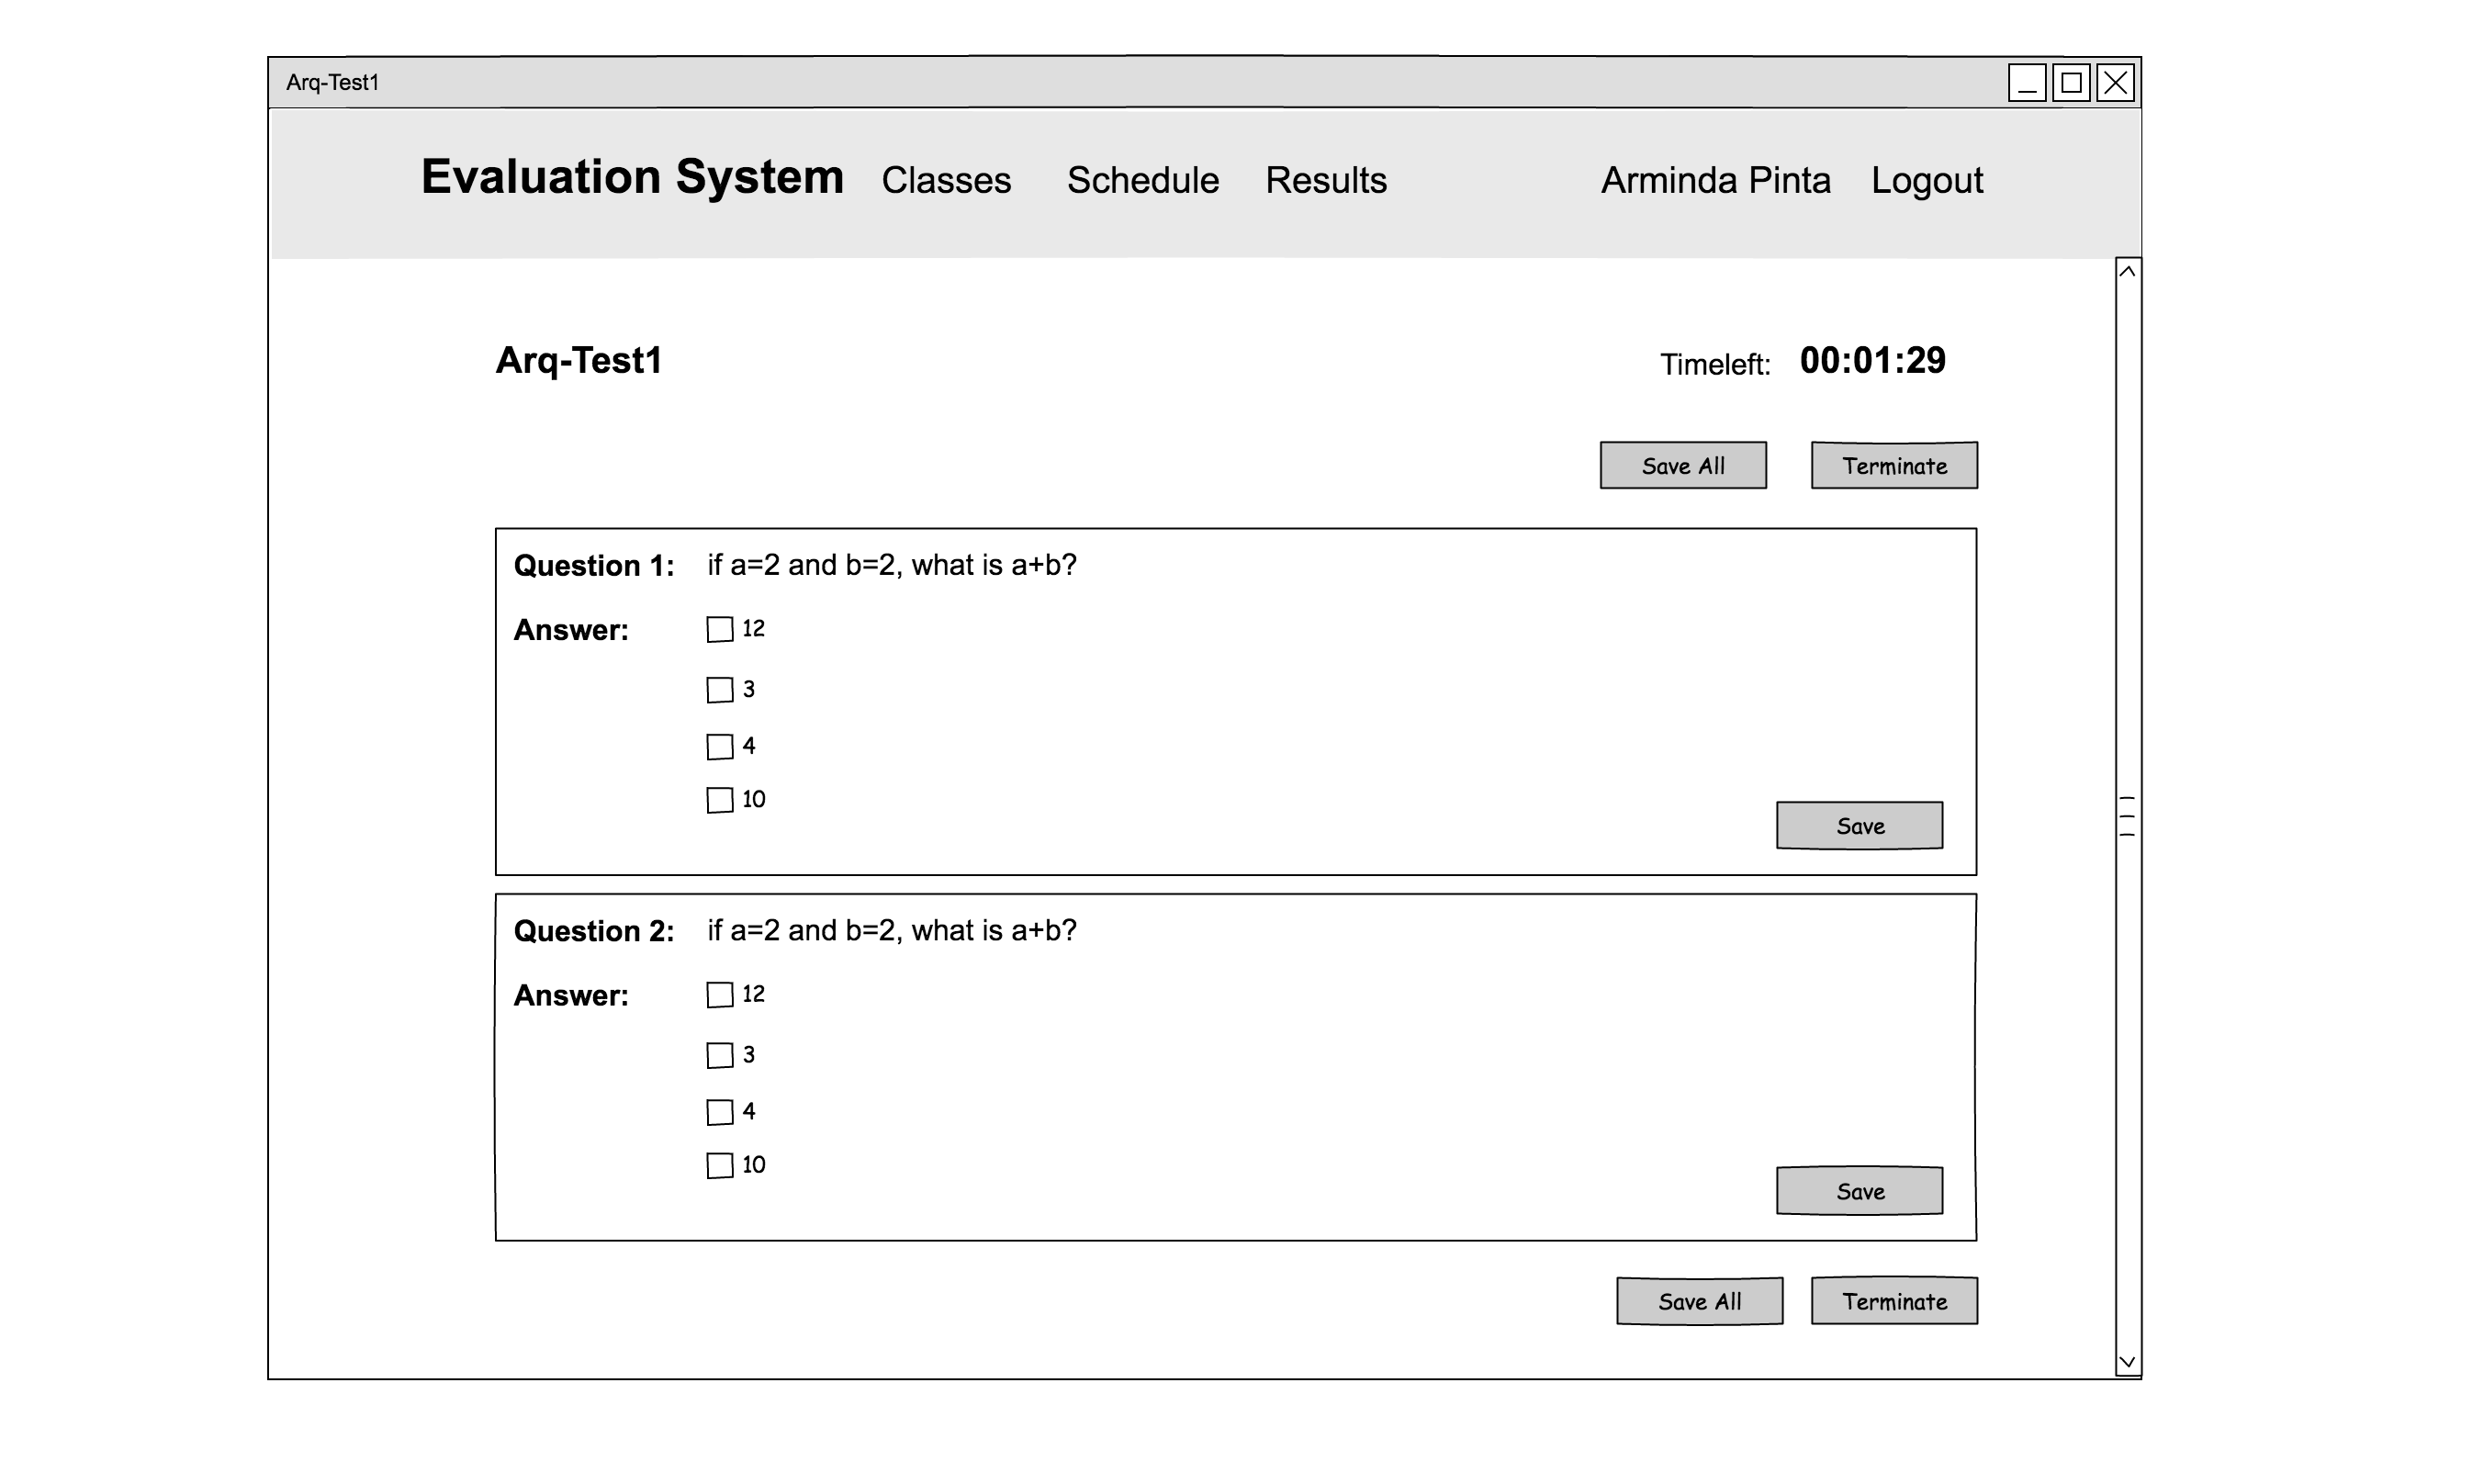 Arq-Test1
Evaluation System Classes Schedule Results Arminda Pinta Logout
Arq-Test1 Timeleft: 00:01:29
Save All Terminate
Question 1: if a=2 and b=2, what is a+b?
Answer: 12
3
4
10
Save
Question 2: if a=2 and b=2, what is a+b?
Answer: 12
3
4
10
Save
Save All Terminate